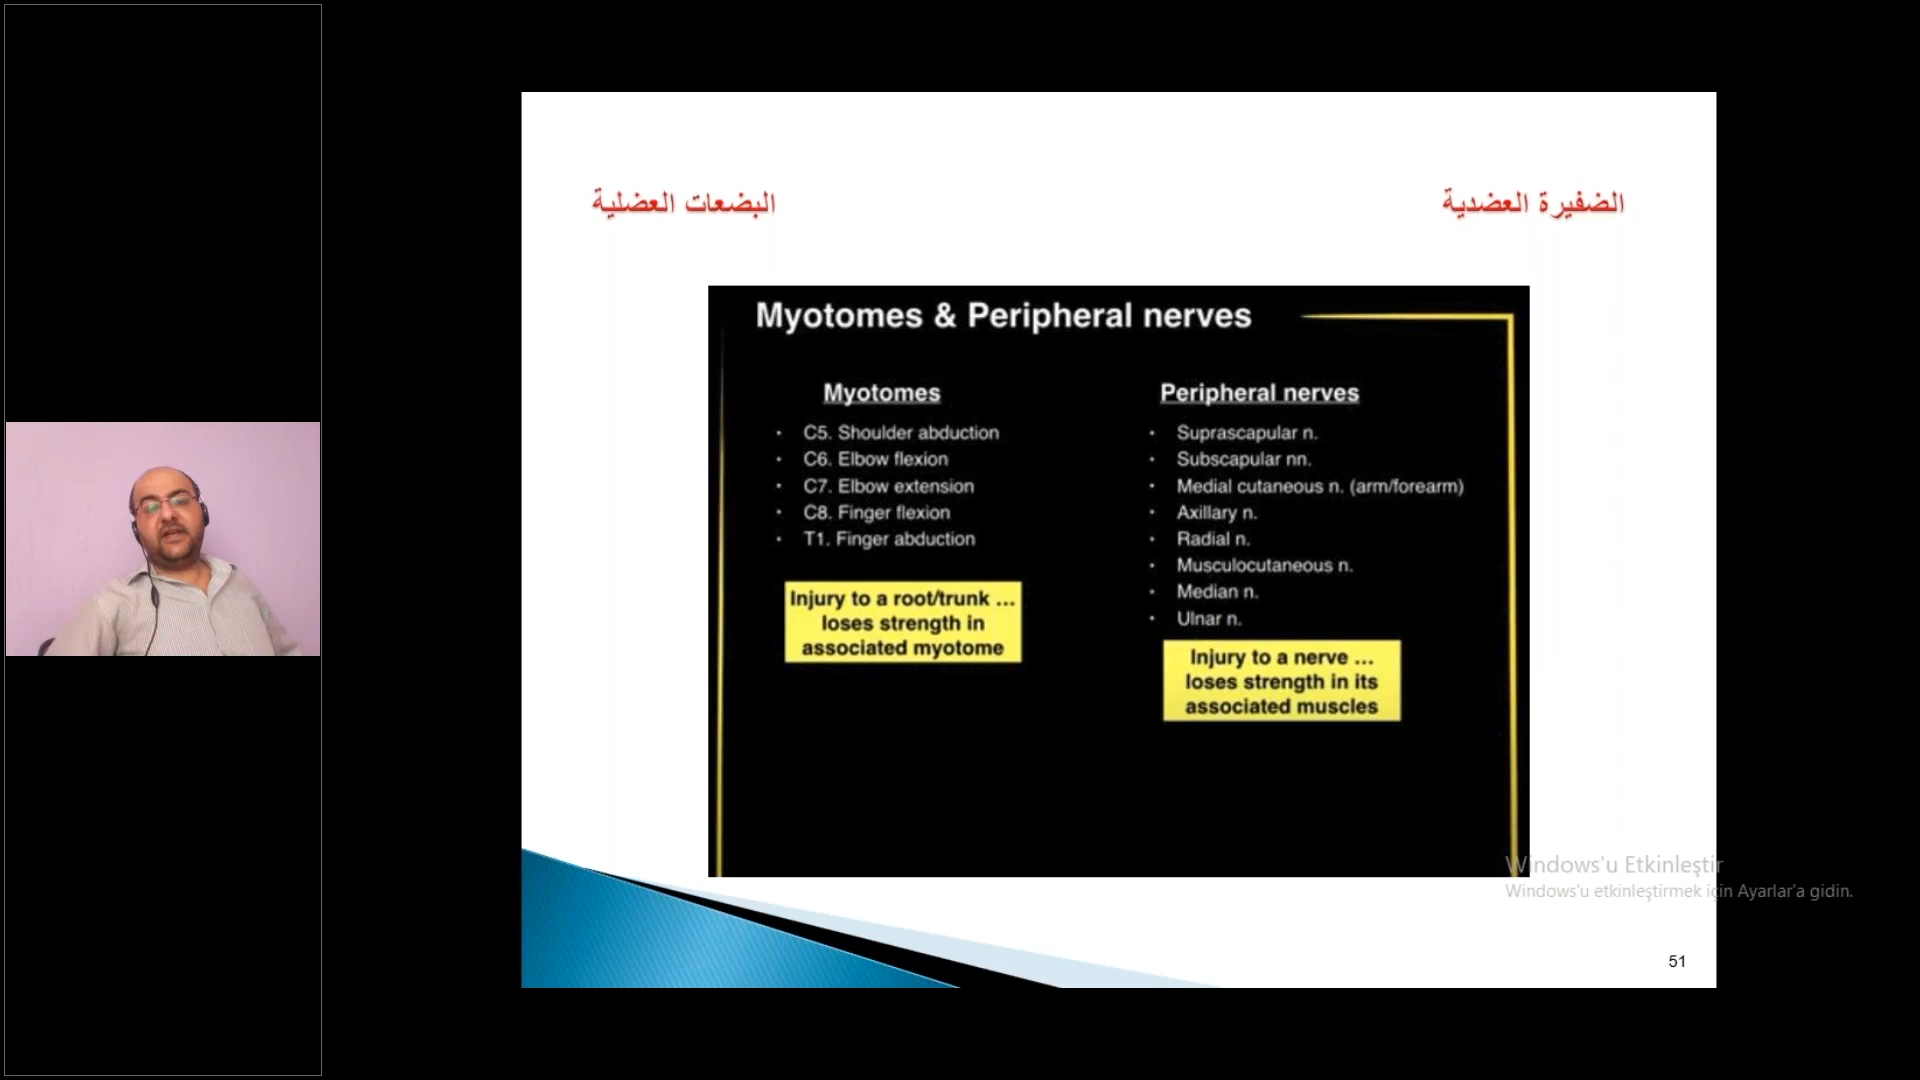 الضفيرة العضدية
البضعات العضلية
Myotomes & Peripheral nerves
Myotomes
• C5. Shoulder abduction
• C6. Elbow flexion
• C7. Elbow extension
• C8. Finger flexion
• T1. Finger abduction
Injury to a root/trunk ...
loses strength in
associated myotome
Peripheral nerves
• Suprascapular n.
• Subscapular nn.
• Medial cutaneous n. (arm/forearm)
• Axillary n.
• Radial n.
• Musculocutaneous n.
• Median n.
• Ulnar n.
Injury to a nerve ...
loses strength in its
associated muscles
Windows'u Etkinleştir
Windows'u etkinleştirmek için Ayarlar'a gidin.
51